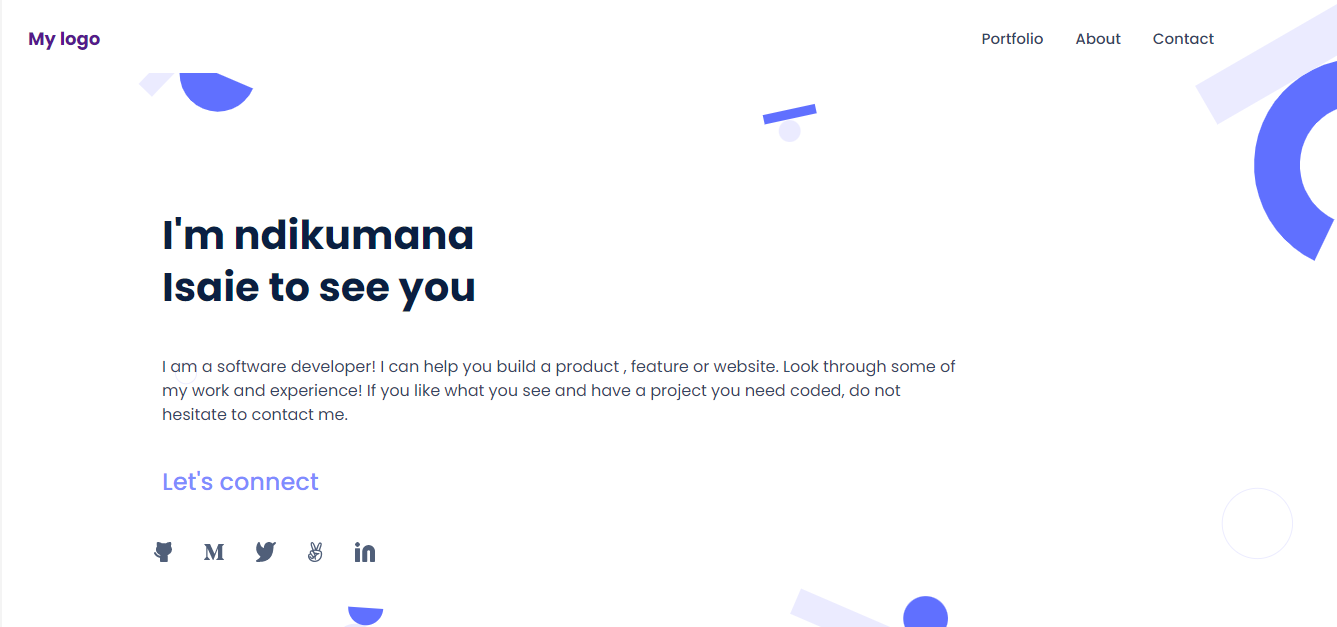 My logo
Portfolio About Contact
I'm ndikumana
Isaie to see you
I am a software developer! I can help you build a product , feature or website. Look through some of
my work and experience! If you like what you see and have a project you need coded, do not
hesitate to contact me.
Let's connect